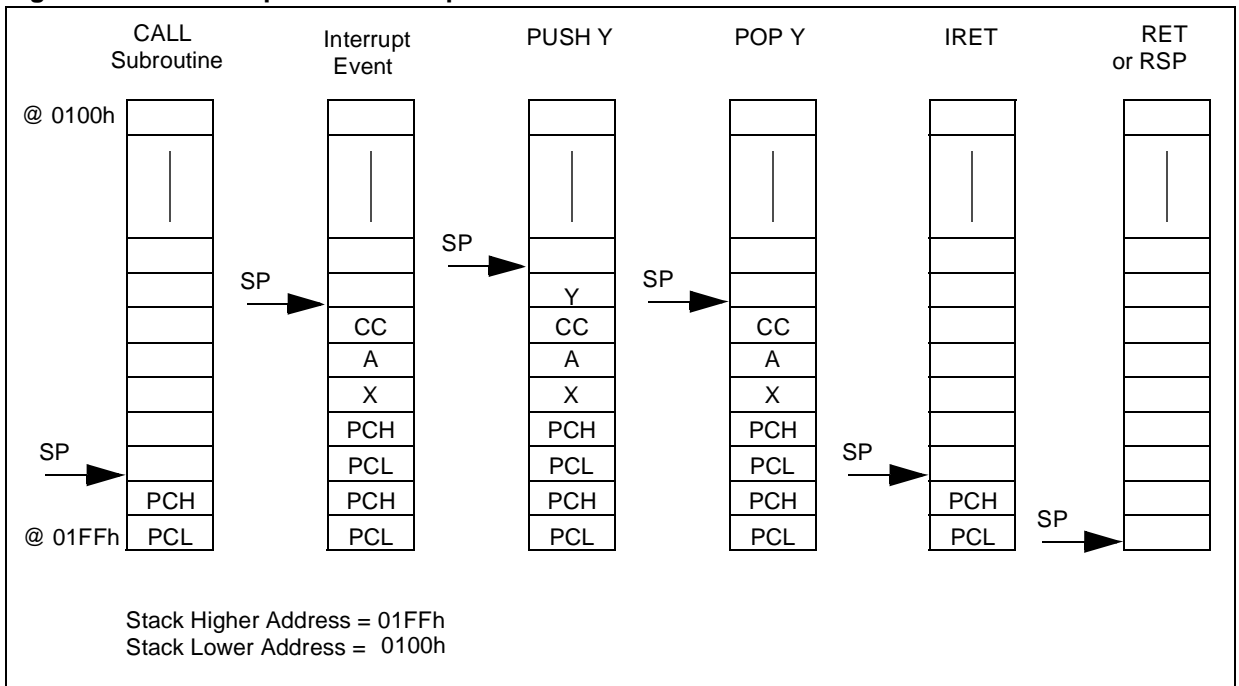 CALL
Subroutine
Interrupt
Event
PUSH Y
POP Y
IRET
RET
or RSP
@ 0100h
SP
SP
SP
SP
SP
SP
Y
CC
CC
CC
A
A
A
X
X
X
PCH
PCH
PCH
PCL
PCL
PCL
PCH
PCH
PCH
PCH
PCH
@ 01FFh
PCL
PCL
PCL
PCL
PCL
Stack Higher Address = 01FFh
Stack Lower Address = 0100h